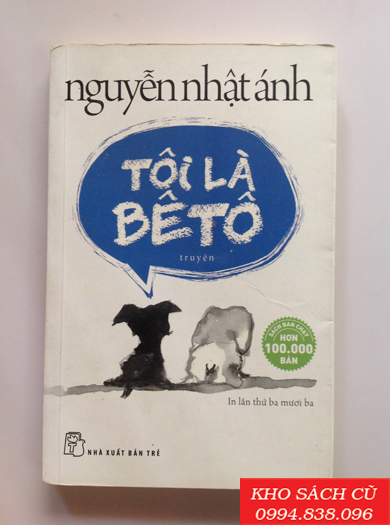 nguyễn nhật ánh
TÔI LÀ
BÊTÔ
truyện
SÁCH BÁN CHẠY
HƠN
100.000
BẢN
In lần thứ ba mươi ba
NHÀ XUẤT BẢN TRẺ
KHO SÁCH CŨ
0994.838.096